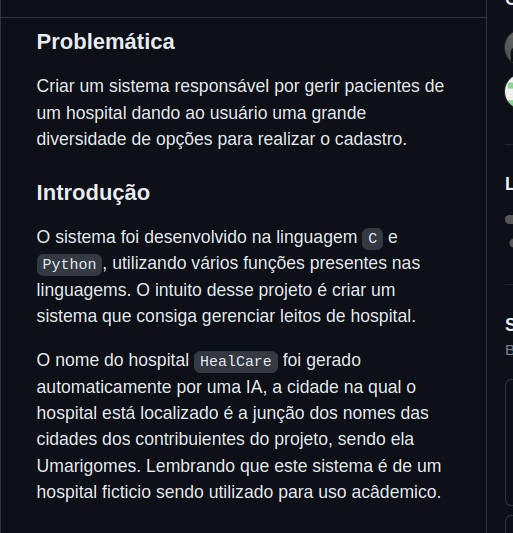 Problemática
Criar um sistema responsável por gerir pacientes de
um hospital dando ao usuário uma grande
diversidade de opções para realizar o cadastro.
Introdução
O sistema foi desenvolvido na linguagem C e
Python, utilizando vários funções presentes nas
linguagems. O intuito desse projeto é criar um
sistema que consiga gerenciar leitos de hospital.
O nome do hospital HealCare foi gerado
automaticamente por uma IA, a cidade na qual o
hospital está localizado é a junção dos nomes das
cidades dos contribuientes do projeto, sendo ela
Umarigomes. Lembrando que este sistema é de um
hospital ficticio sendo utilizado para uso acâdemico.